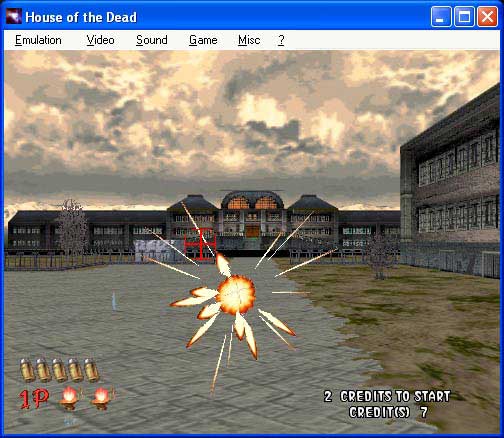 House of the Dead
Emulation Video Sound Game Misc ?
1P
2 CREDITS TO START
CREDIT(S) 7